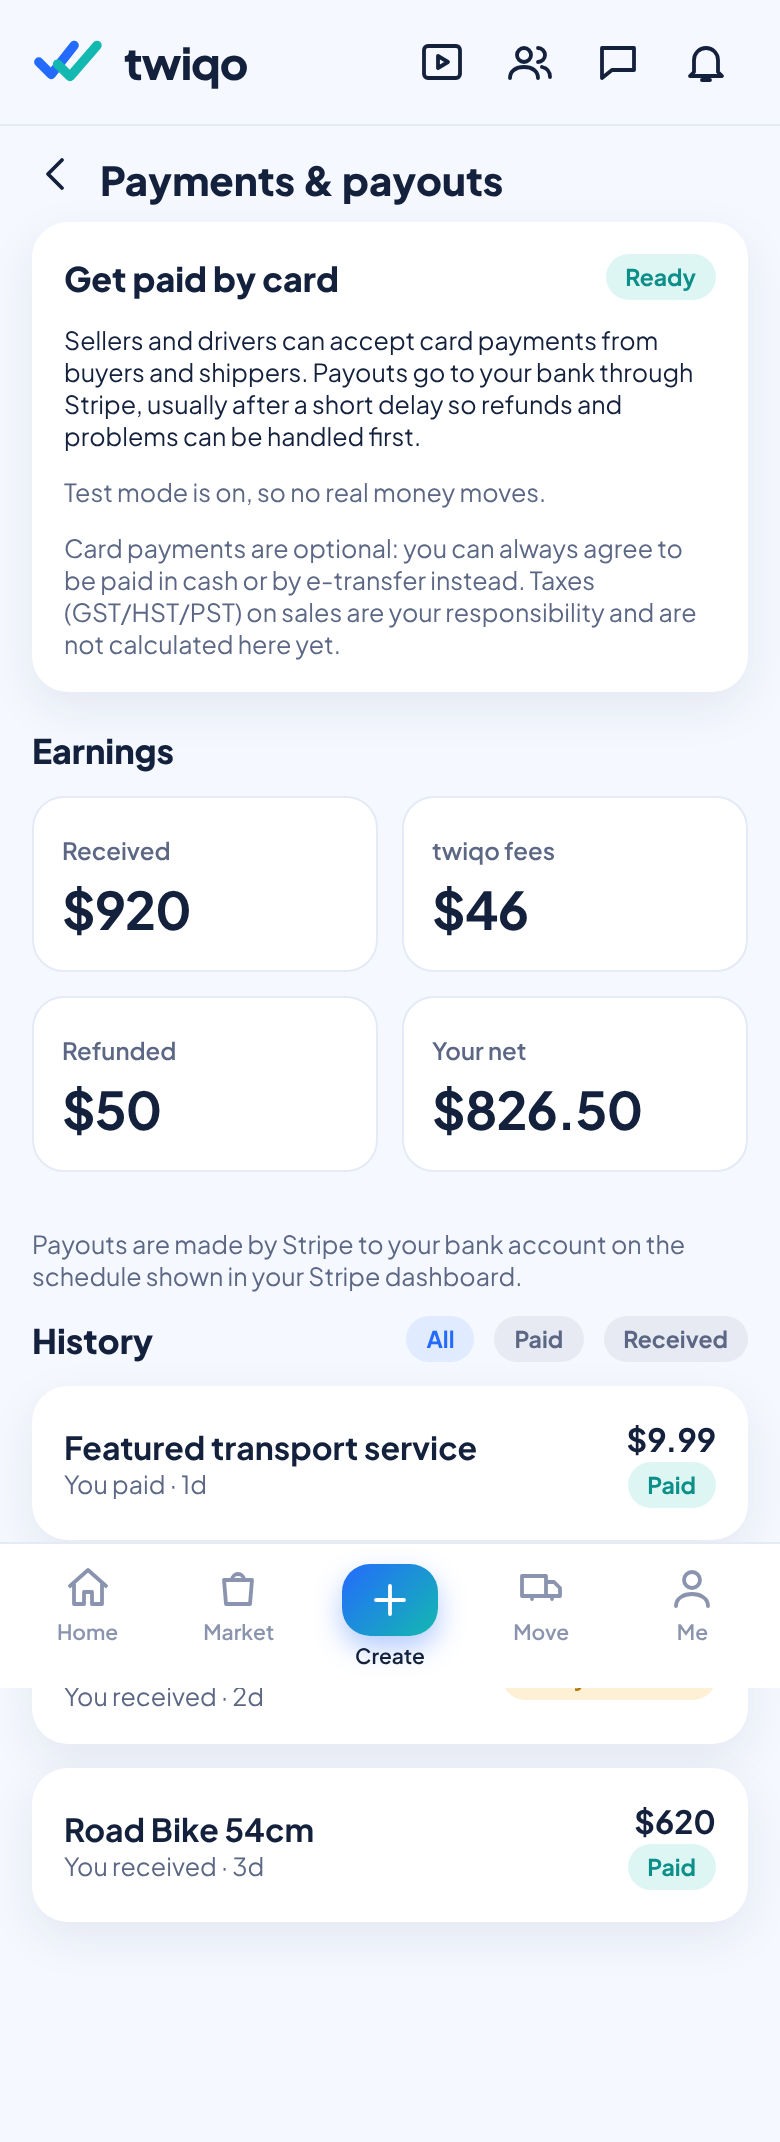 twiqo
Payments & payouts
Get paid by card
Ready
Sellers and drivers can accept card payments from
buyers and shippers. Payouts go to your bank through
Stripe, usually after a short delay so refunds and
problems can be handled first.
Test mode is on, so no real money moves.
Card payments are optional: you can always agree to
be paid in cash or by e-transfer instead. Taxes
(GST/HST/PST) on sales are your responsibility and are
not calculated here yet.
Earnings
Received
$920
twiqo fees
$46
Refunded
$50
Your net
$826.50
Payouts are made by Stripe to your bank account on the
schedule shown in your Stripe dashboard.
History
All
Paid
Received
Featured transport service
$9.99
You paid · 1d
Paid
Home
Market
Create
Move
Me
You received · 2d
Road Bike 54cm
$620
You received · 3d
Paid